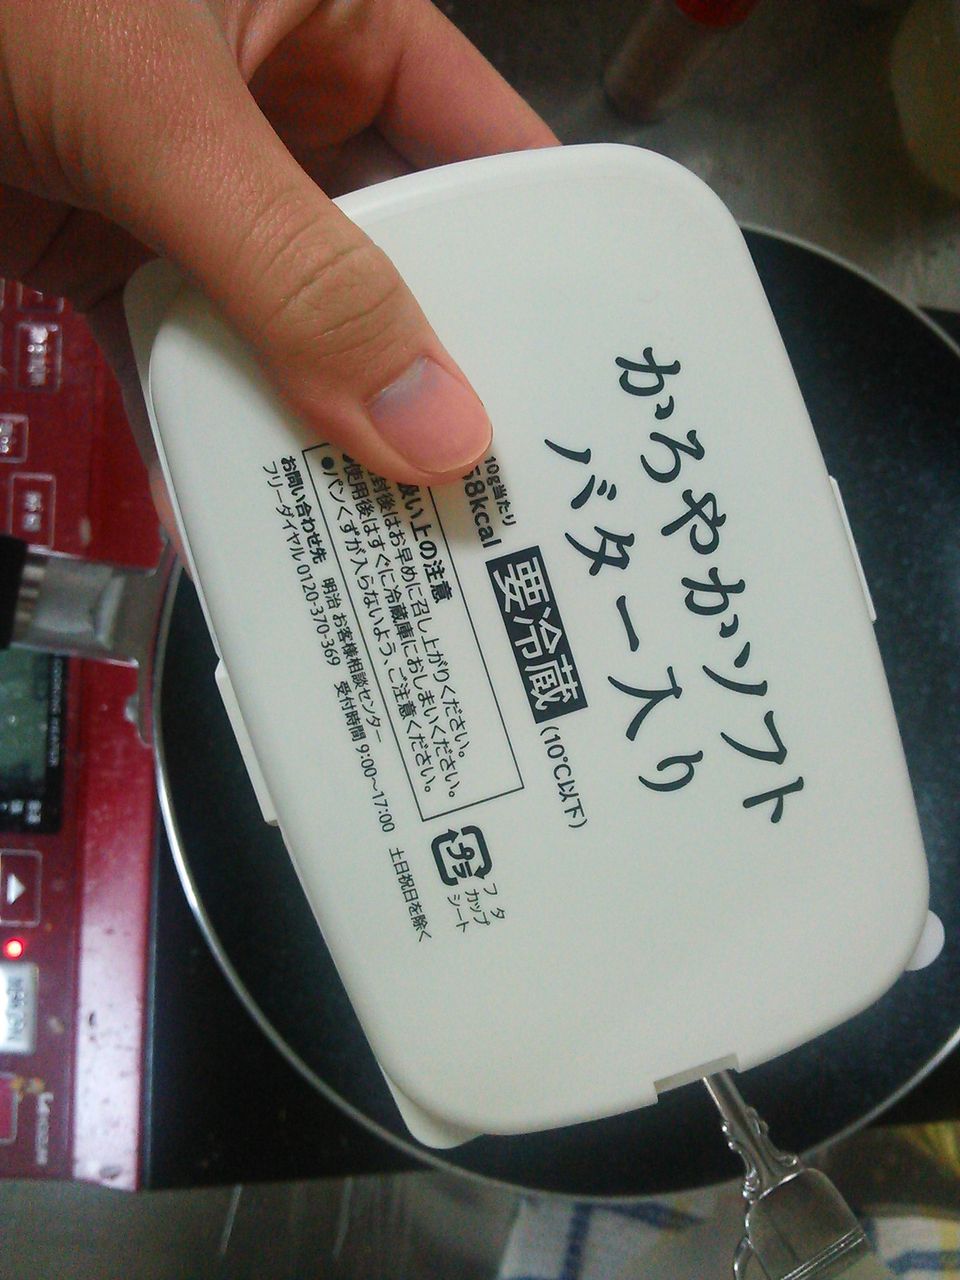 かろやかソフト
バター入り
10g当たり
58kcal
要冷蔵
(10℃以下)
扱い上の注意
封後はお早めに召し上がりください。
使用後はすぐに冷蔵庫におしまいください。
●パンくずが入らないよう、ご注意ください。
お問い合わせ先 明治 お客様相談センター
フリーダイヤル 0120-370-369 受付時間 9:00～17:00 土日祝日を除く
プラ
フタ
カップ
シート